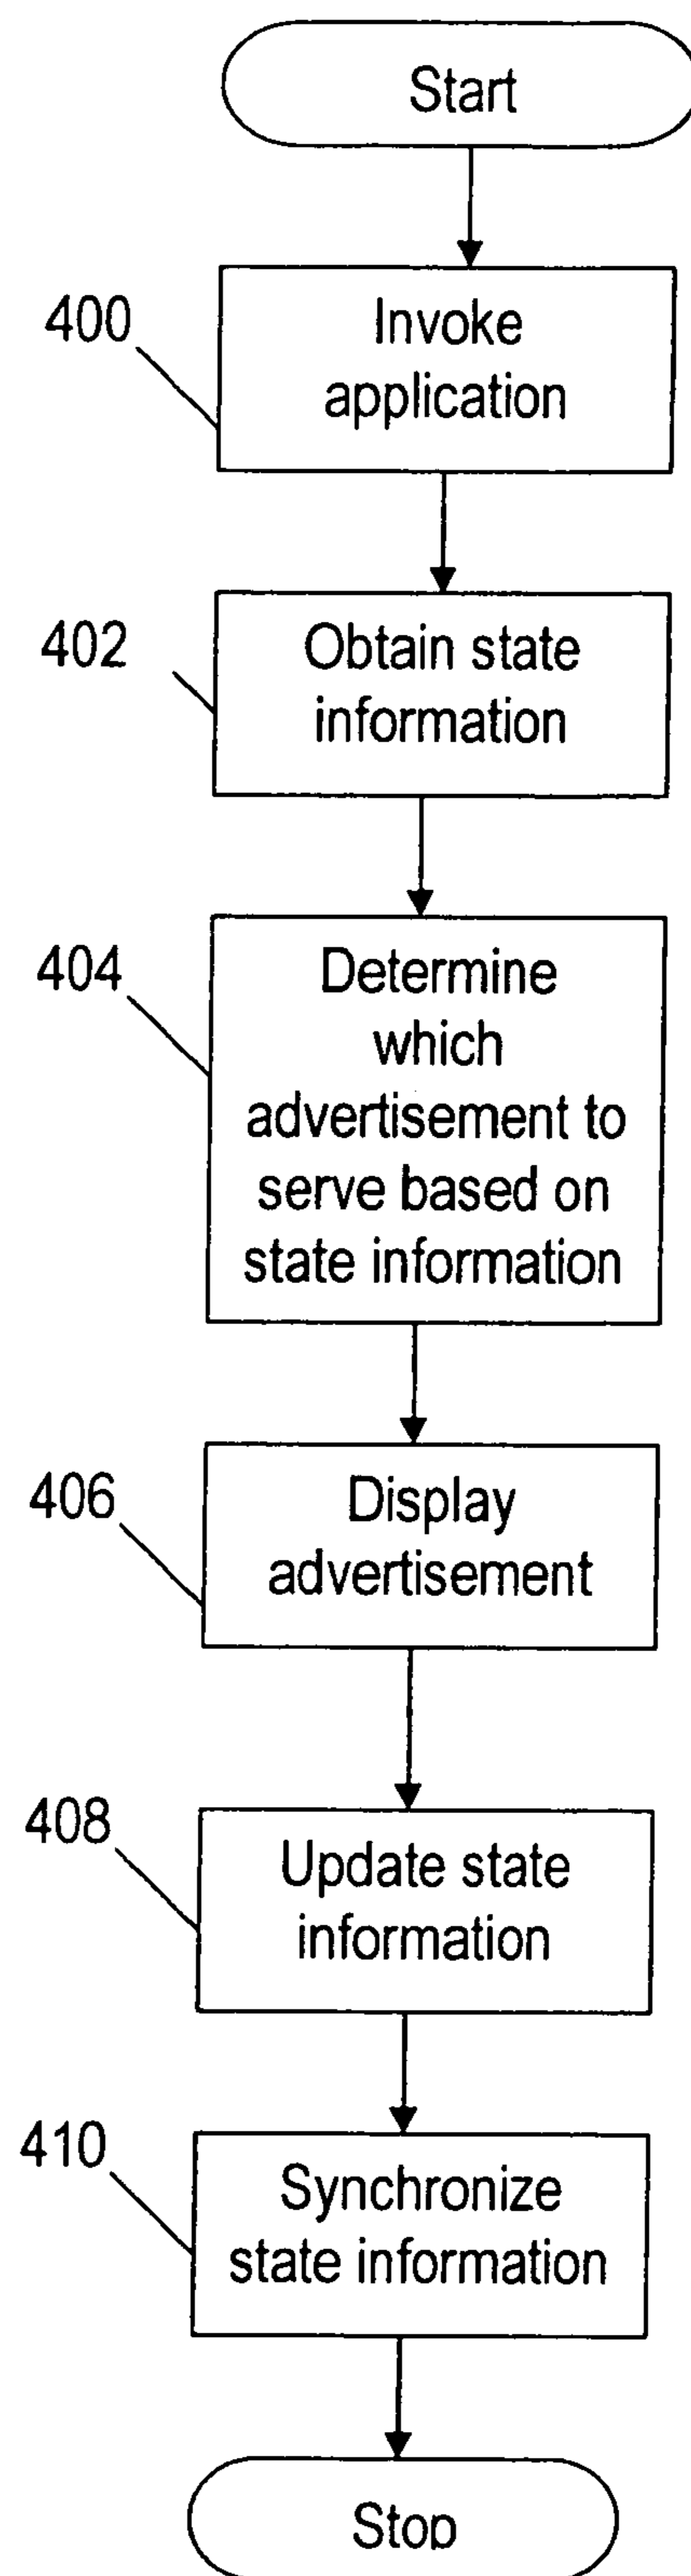 Start
400
Invoke
application
402
Obtain state
information
404
Determine
which
advertisement to
serve based on
state information
406
Display
advertisement
408
Update state
information
410
Synchronize
state information
Stop